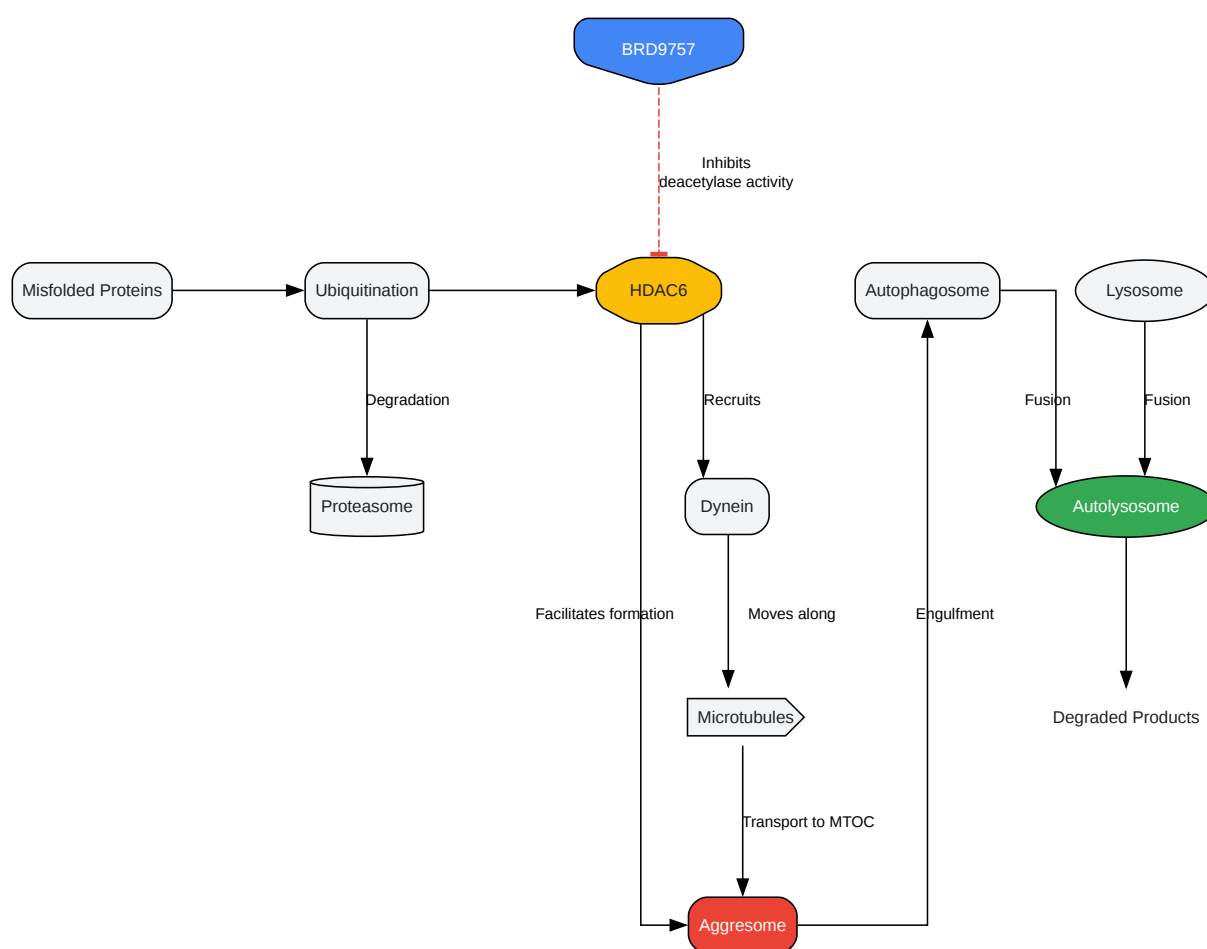 BRD9757
Inhibits
deacetylase activity
Misfolded Proteins
Ubiquitination
HDAC6
Autophagosome
Lysosome
Degradation
Recruits
Fusion
Fusion
Proteasome
Dynein
Autolysosome
Facilitates formation
Moves along
Engulfment
Microtubules
Degraded Products
Transport to MTOC
Aggresome